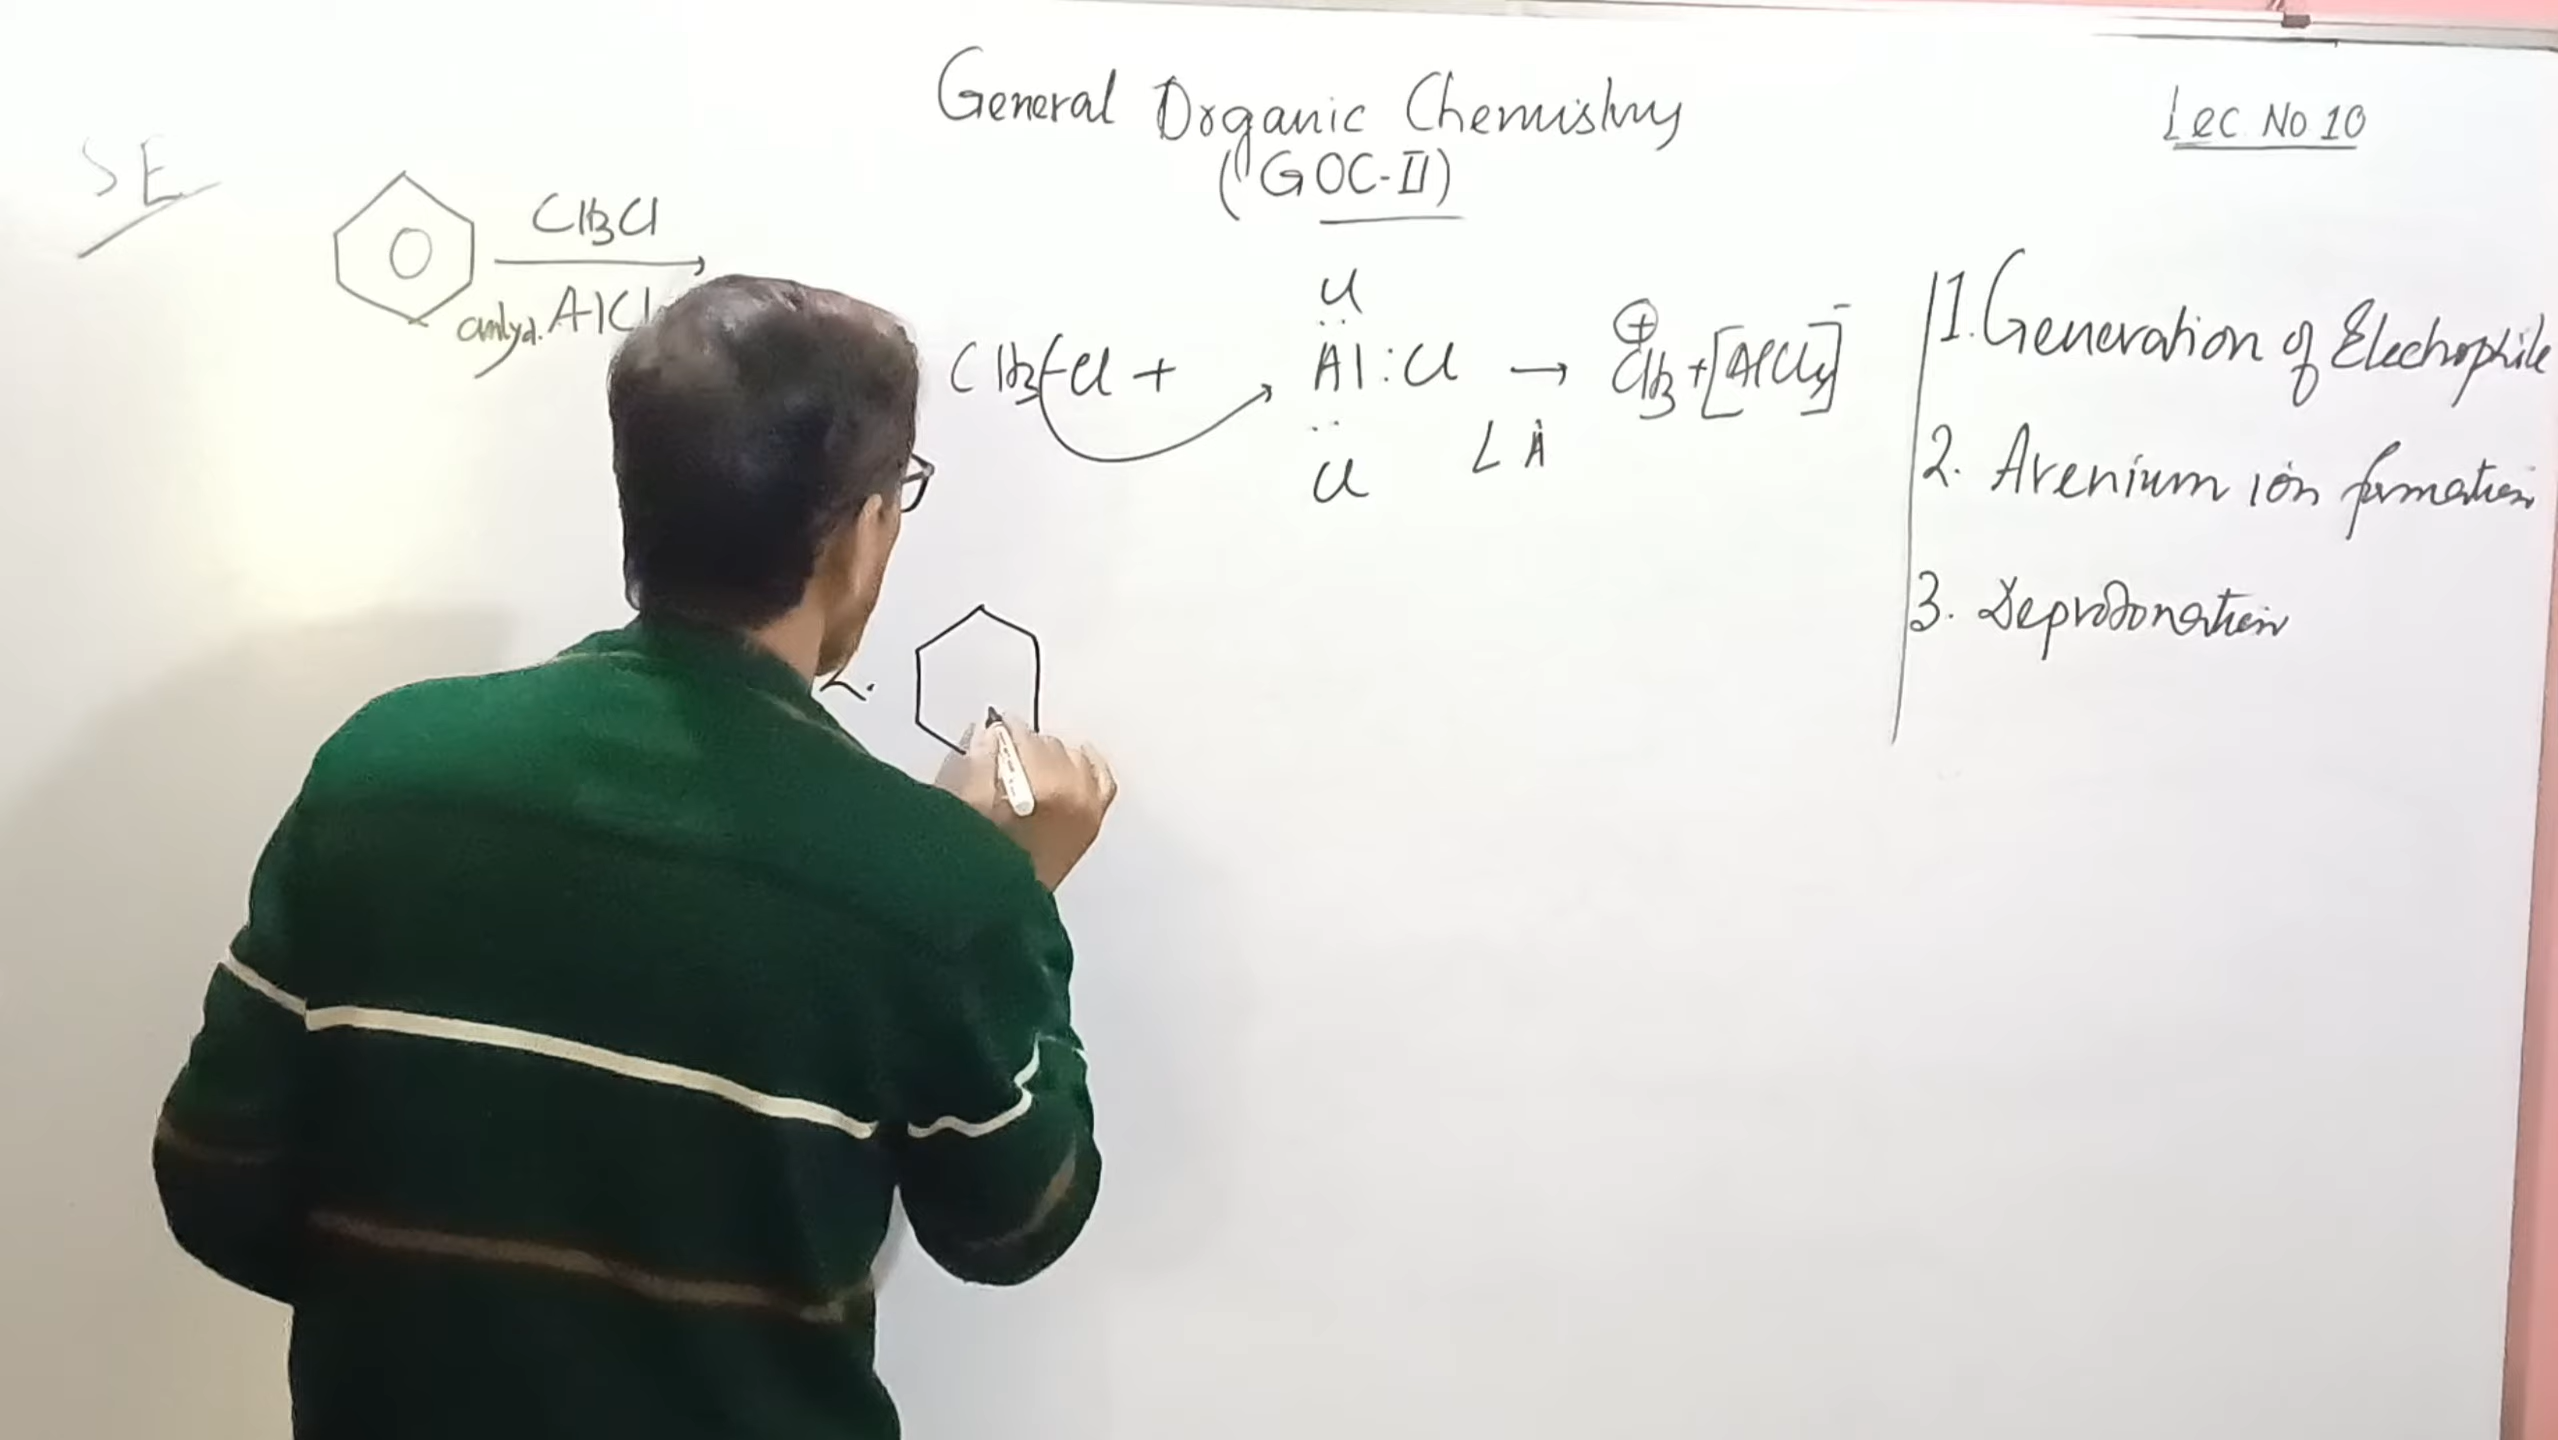 General Organic Chemistry
(GOC-II)
Lec No 10
SE
CH3Cl
anhyd. AlCl
Cl
CH3-Cl + Al:Cl → CH3 + [AlCl4]-
⊕
Cl
LA
2.
1. Generation of Electrophile
2. Arenium ion formation
3. Deprotonation